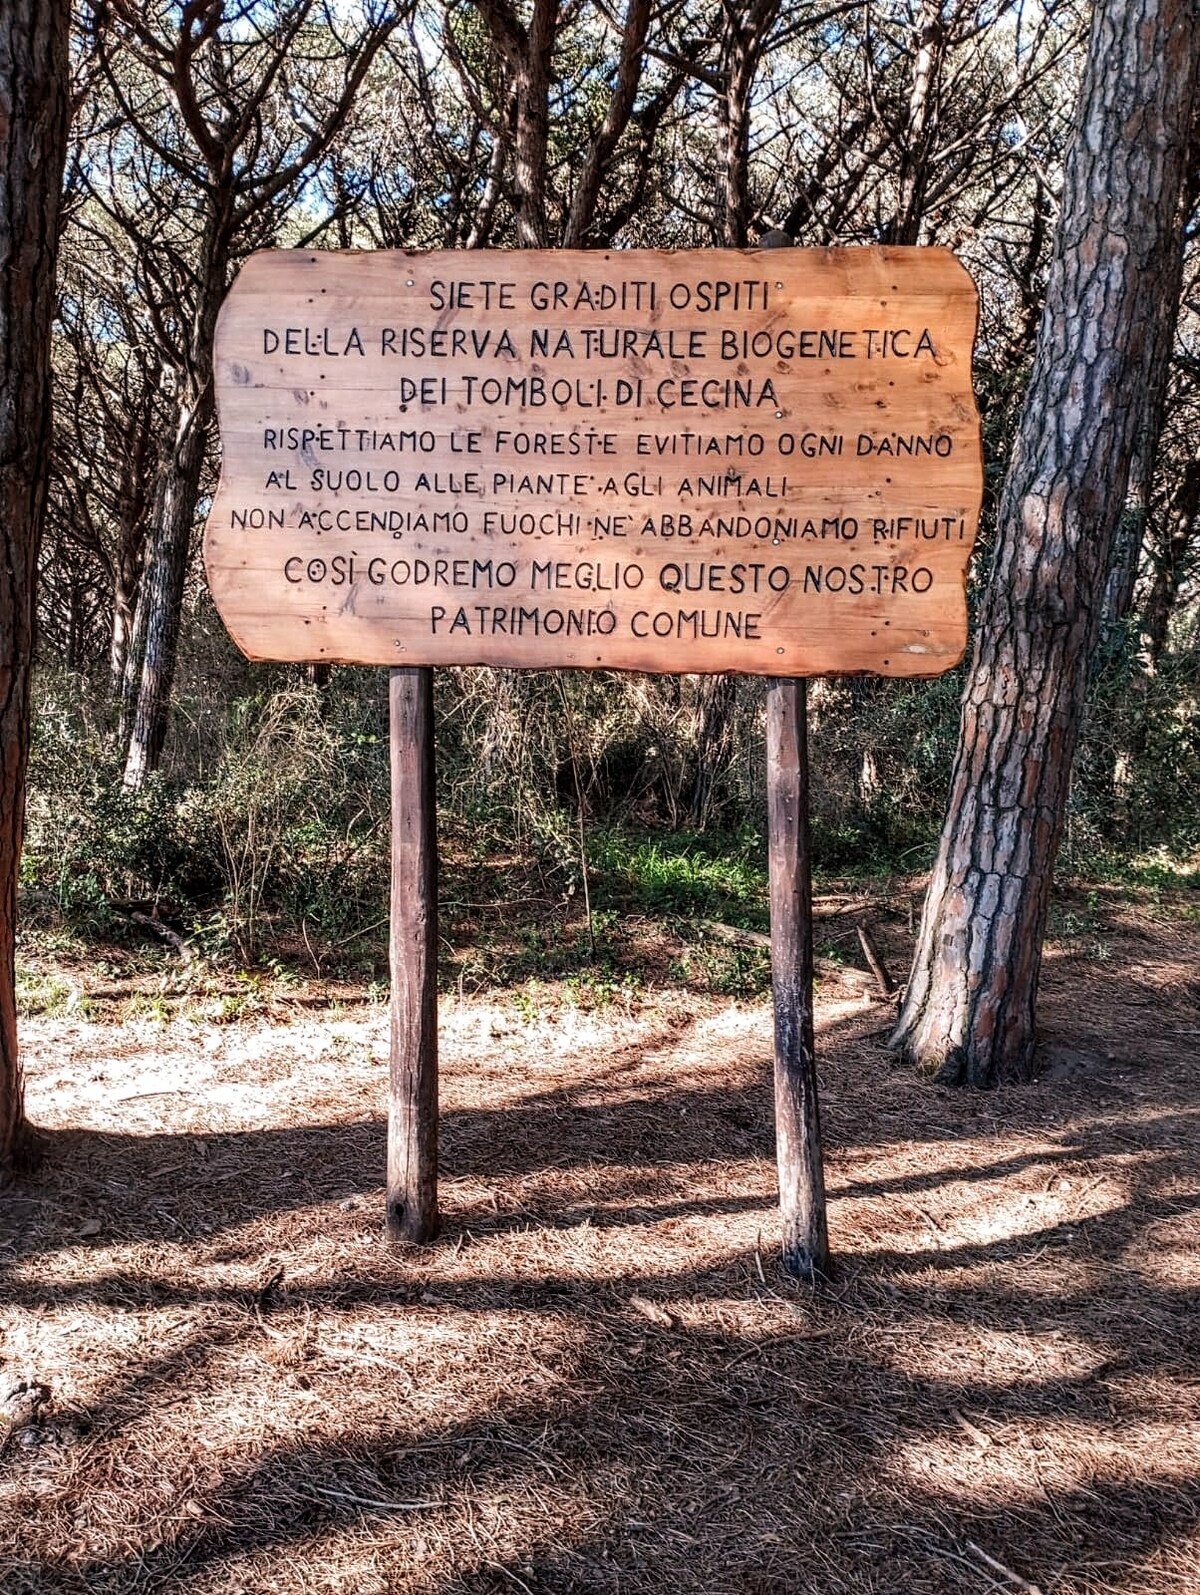 SIETE GRADITI OSPITI
DELLA RISERVA NATURALE BIOGENETICA
DEI TOMBOLI DI CECINA
RISPETTIAMO LE FORESTE EVITIAMO OGNI DANNO
AL SUOLO ALLE PIANTE AGLI ANIMALI
NON ACCENDIAMO FUOCHI NE` ABBANDONIAMO RIFIUTI
COSÌ GODREMO MEGLIO QUESTO NOSTRO
PATRIMONIO COMUNE